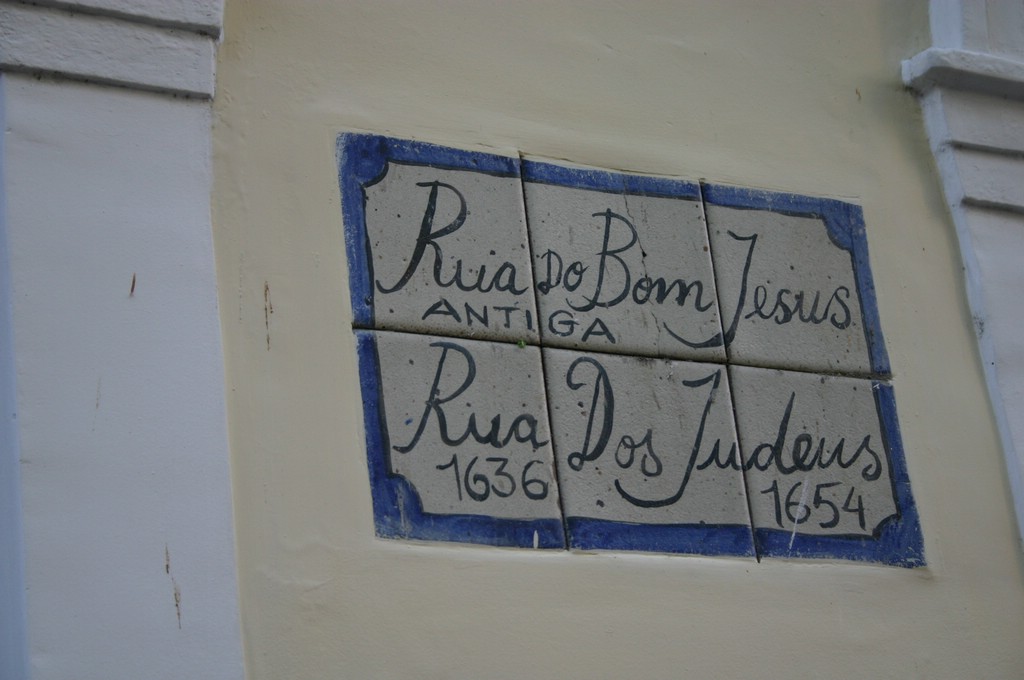 Rua Do Bom Jesus
ANTIGA
Rua Dos Judeus
1636 1654